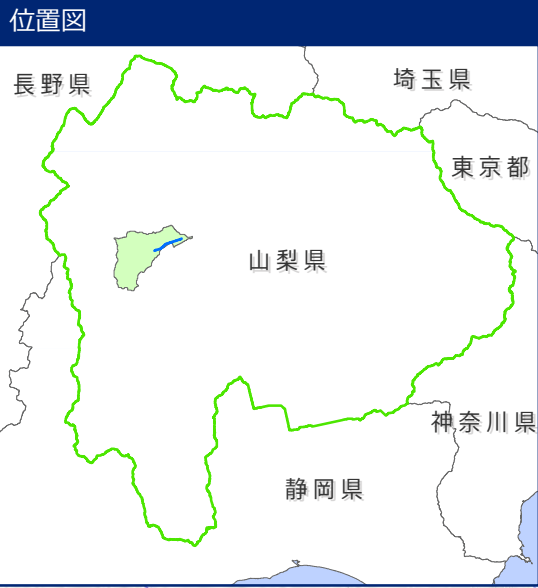 位置図
長野県
埼玉県
東京都
山梨県
神奈川県
静岡県